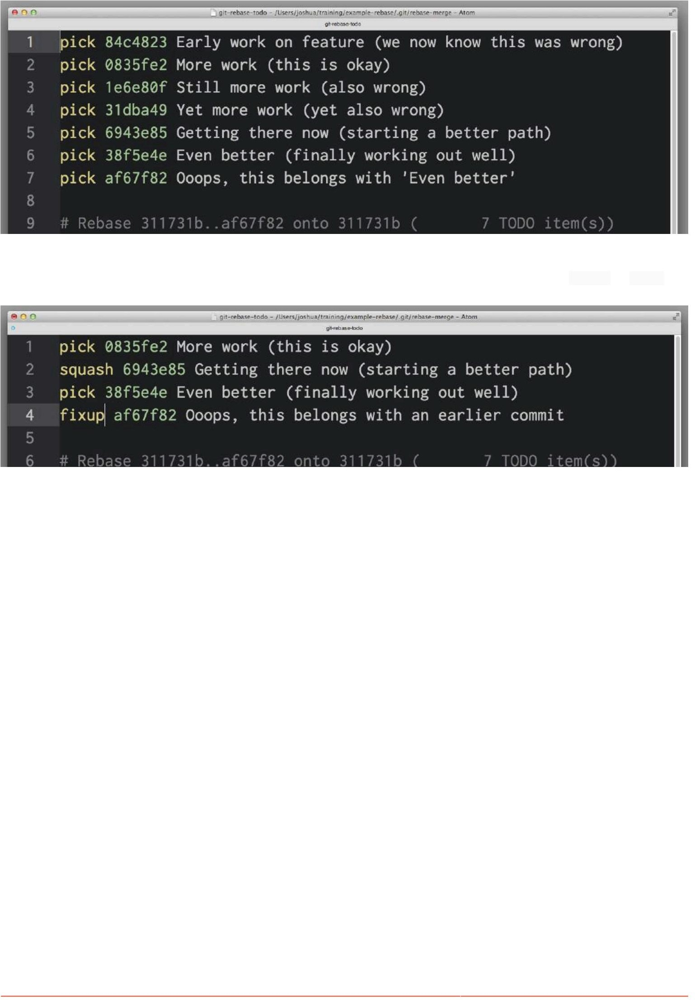 git-rebase-todo – /Users/joshua/training/example-rebase/.git/rebase-merge – Atom
git-rebase-todo
1 pick 84c4823 Early work on feature (we now know this was wrong)
2 pick 0835fe2 More work (this is okay)
3 pick 1e6e80f Still more work (also wrong)
4 pick 31dba49 Yet more work (yet also wrong)
5 pick 6943e85 Getting there now (starting a better path)
6 pick 38f5e4e Even better (finally working out well)
7 pick af67f82 Ooops, this belongs with 'Even better'
8
9 # Rebase 311731b..af67f82 onto 311731b (       7 TODO item(s))
git-rebase-todo – /Users/joshua/training/example-rebase/.git/rebase-merge – Atom
git-rebase-todo
1 pick 0835fe2 More work (this is okay)
2 squash 6943e85 Getting there now (starting a better path)
3 pick 38f5e4e Even better (finally working out well)
4 fixup af67f82 Ooops, this belongs with an earlier commit
5
6 # Rebase 311731b..af67f82 onto 311731b (       7 TODO item(s))